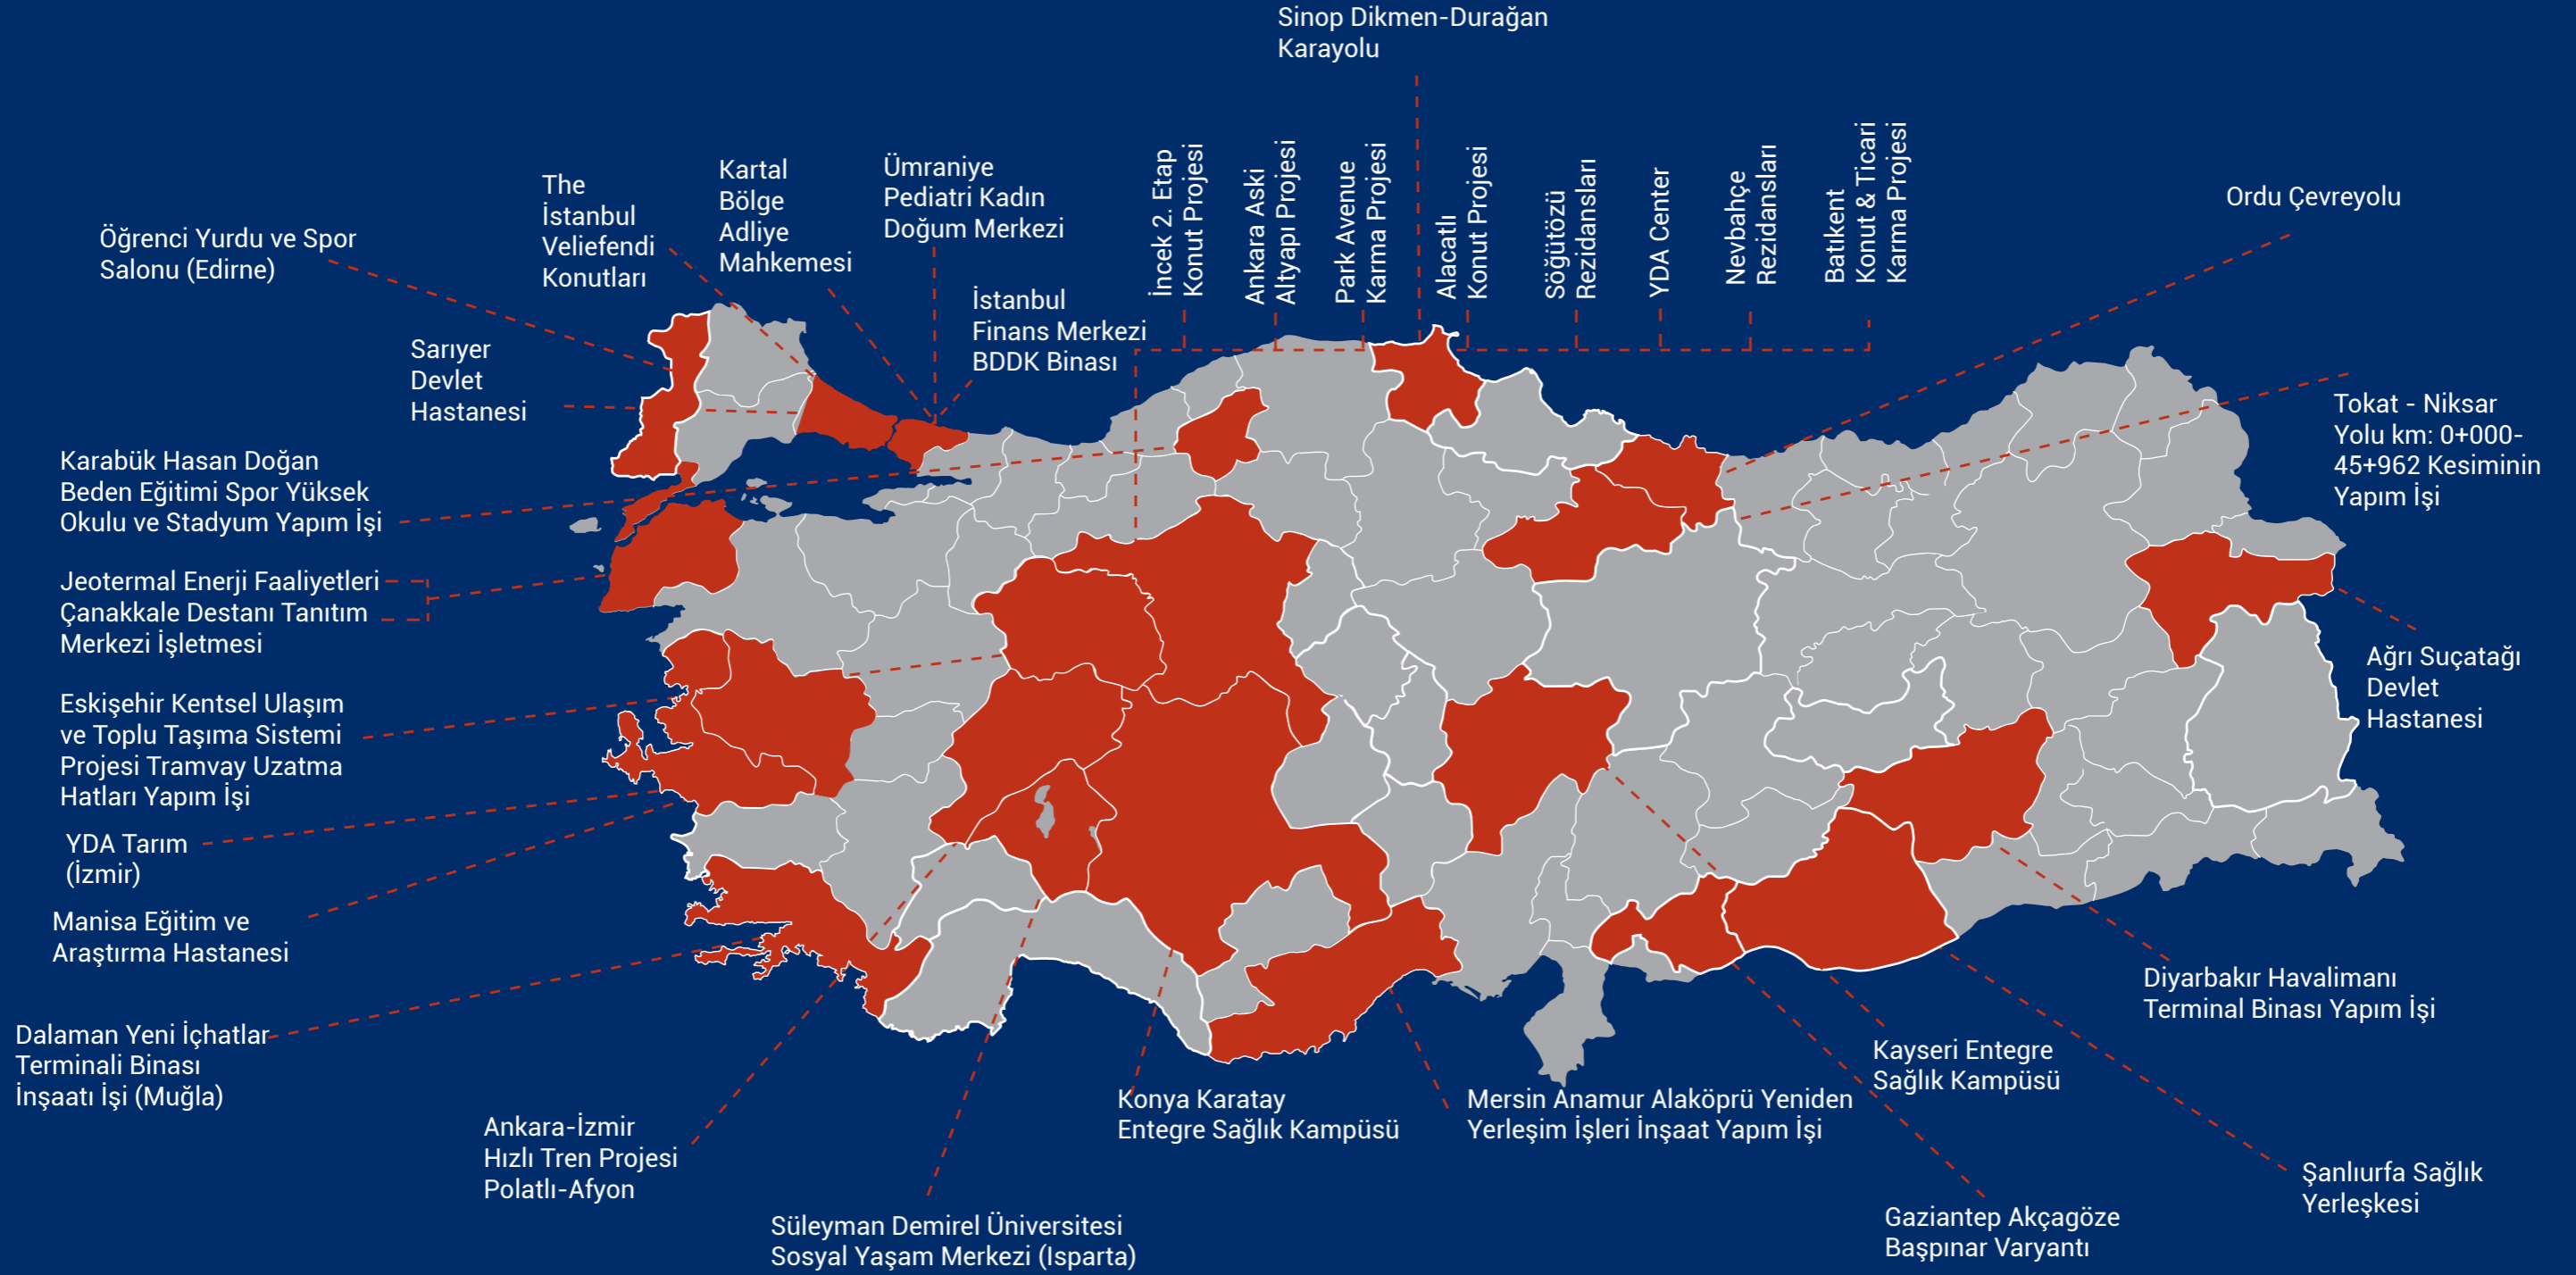 Sinop Dikmen-Durağan
Karayolu
Öğrenci Yurdu ve Spor
Salonu (Edirne)
The
İstanbul
Veliefendi
Konutları
Kartal
Bölge
Adliye
Mahkemesi
Ümraniye
Pediatri Kadın
Doğum Merkezi
İncek 2. Etap
Konut Projesi
Ankara Aski
Altyapı Projesi
Park Avenue
Karma Projesi
Alacatlı
Konut Projesi
Söğütözü
Rezidansları
YDA Center
Nevbahçe
Rezidansları
Batıkent
Konut & Ticari
Karma Projesi
Ordu Çevreyolu
İstanbul
Finans Merkezi
BDDK Binası
Sarıyer
Devlet
Hastanesi
Tokat - Niksar
Yolu km: 0+000-
45+962 Kesiminin
Yapım İşi
Karabük Hasan Doğan
Beden Eğitimi Spor Yüksek
Okulu ve Stadyum Yapım İşi
Jeotermal Enerji Faaliyetleri
Çanakkale Destanı Tanıtım
Merkezi İşletmesi
Ağrı Suçatağı
Devlet
Hastanesi
Eskişehir Kentsel Ulaşım
ve Toplu Taşıma Sistemi
Projesi Tramvay Uzatma
Hatları Yapım İşi
YDA Tarım
(İzmir)
Manisa Eğitim ve
Araştırma Hastanesi
Diyarbakır Havalimanı
Terminal Binası Yapım İşi
Dalaman Yeni İçhatlar
Terminali Binası
İnşaatı İşi (Muğla)
Kayseri Entegre
Sağlık Kampüsü
Konya Karatay
Entegre Sağlık Kampüsü
Mersin Anamur Alaköprü Yeniden
Yerleşim İşleri İnşaat Yapım İşi
Ankara-İzmir
Hızlı Tren Projesi
Polatlı-Afyon
Şanlıurfa Sağlık
Yerleşkesi
Süleyman Demirel Üniversitesi
Sosyal Yaşam Merkezi (Isparta)
Gaziantep Akçagöze
Başpınar Varyantı